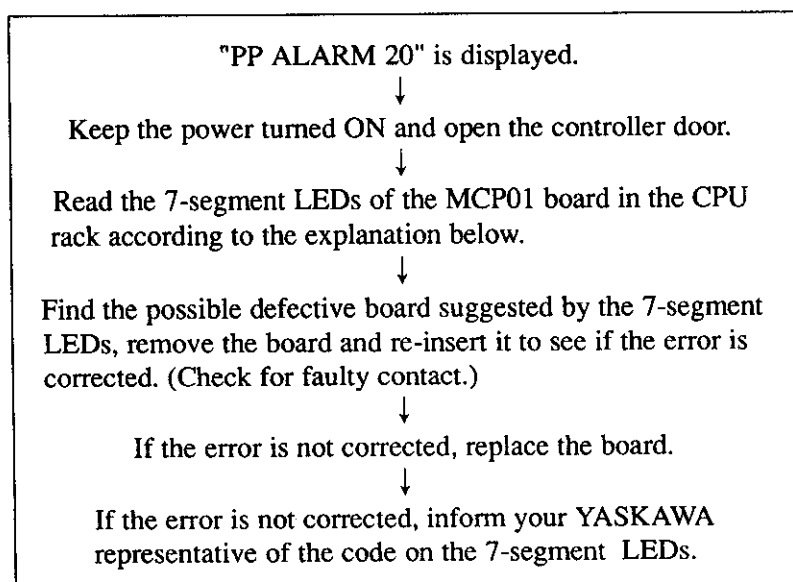 "PP ALARM 20" is displayed.
↓
Keep the power turned ON and open the controller door.
↓
Read the 7-segment LEDs of the MCP01 board in the CPU
rack according to the explanation below.
↓
Find the possible defective board suggested by the 7-segment
LEDs, remove the board and re-insert it to see if the error is
corrected. (Check for faulty contact.)
↓
If the error is not corrected, replace the board.
↓
If the error is not corrected, inform your YASKAWA
representative of the code on the 7-segment LEDs.